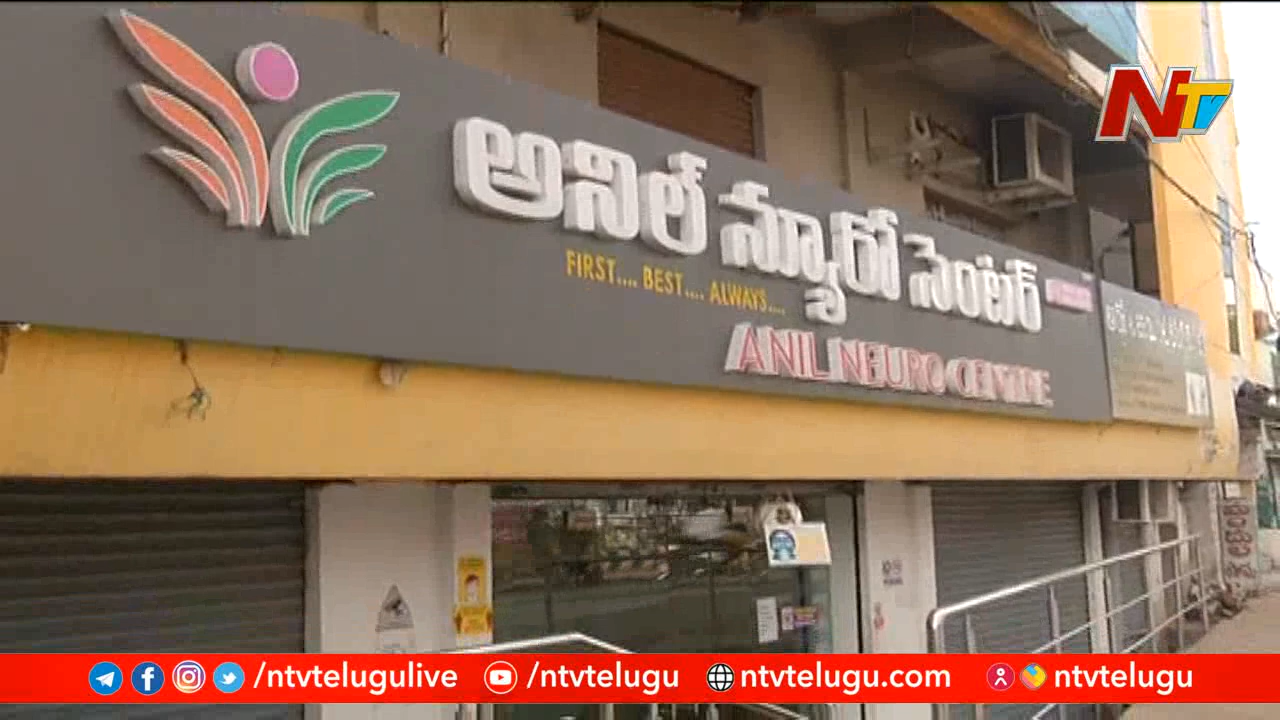 NTV
అనిల్ న్యూరో సెంటర్
FIRST.... BEST.... ALWAYS....
ANIL NEURO CENTRE
/ntvtelugulive
/ntvtelugu
ntvtelugu.com
ntvtelugu